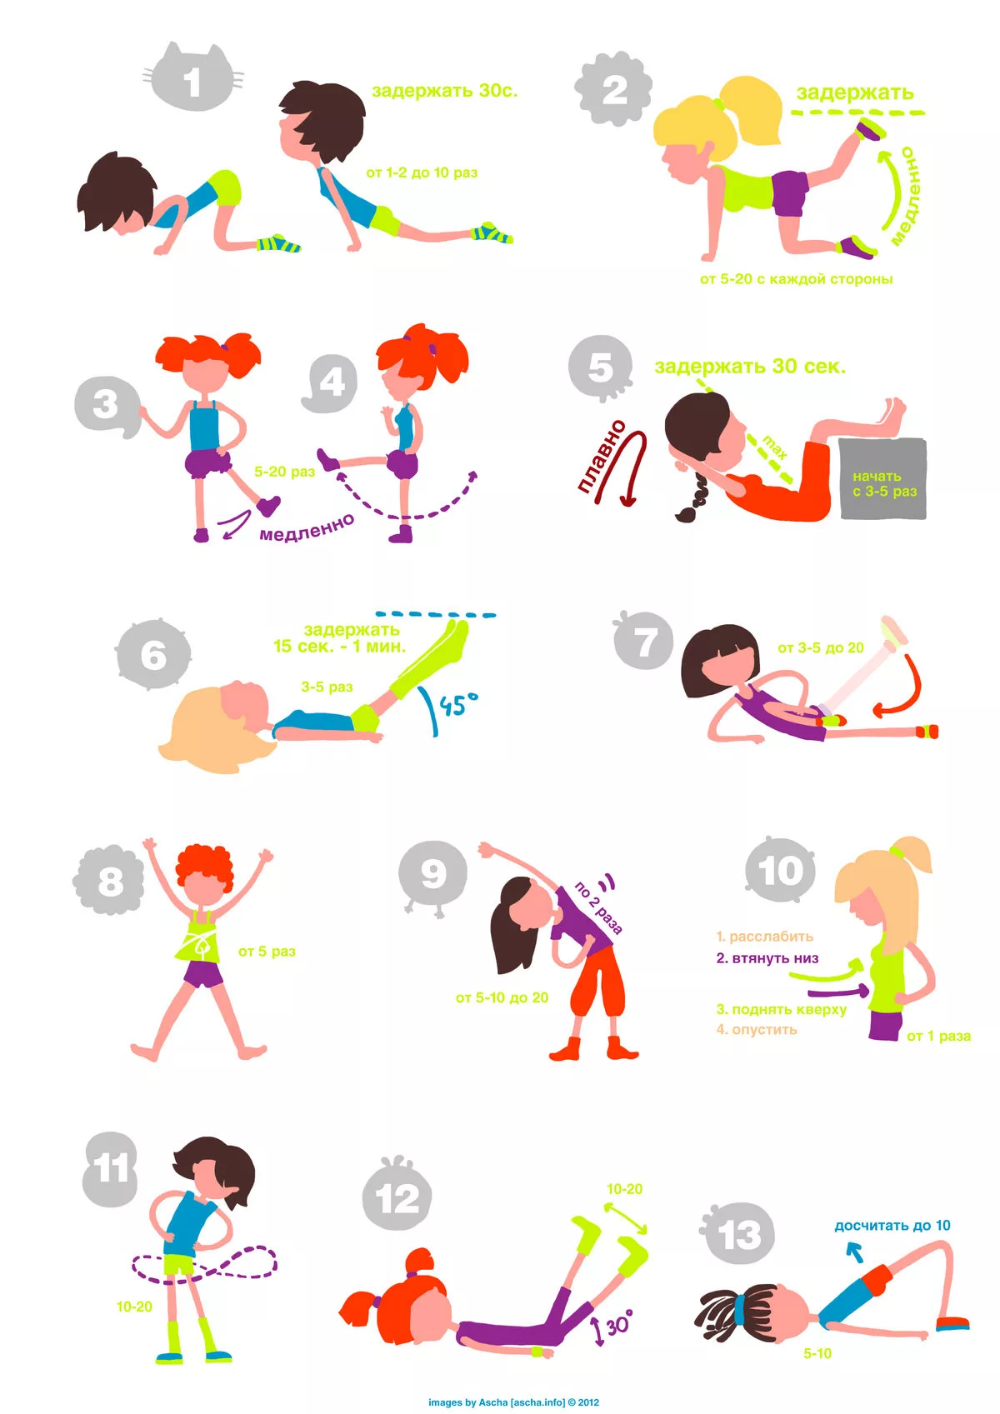 1
задержать 30с.
от 1-2 до 10 раз
2
задержать
медленно
от 5-20 с каждой стороны
3
4
5-20 раз
медленно
5
задержать 30 сек.
плавно
max
начать
с 3-5 раз
6
задержать
15 сек. - 1 мин.
3-5 раз
45°
7
от 3-5 до 20
8
от 5 раз
9
по 2 раза
от 5-10 до 20
10
1. расслабить
2. втянуть низ
3. поднять кверху
4. опустить
от 1 раза
11
10-20
12
10-20
30°
13
досчитать до 10
5-10
images by Ascha [ascha.info] © 2012